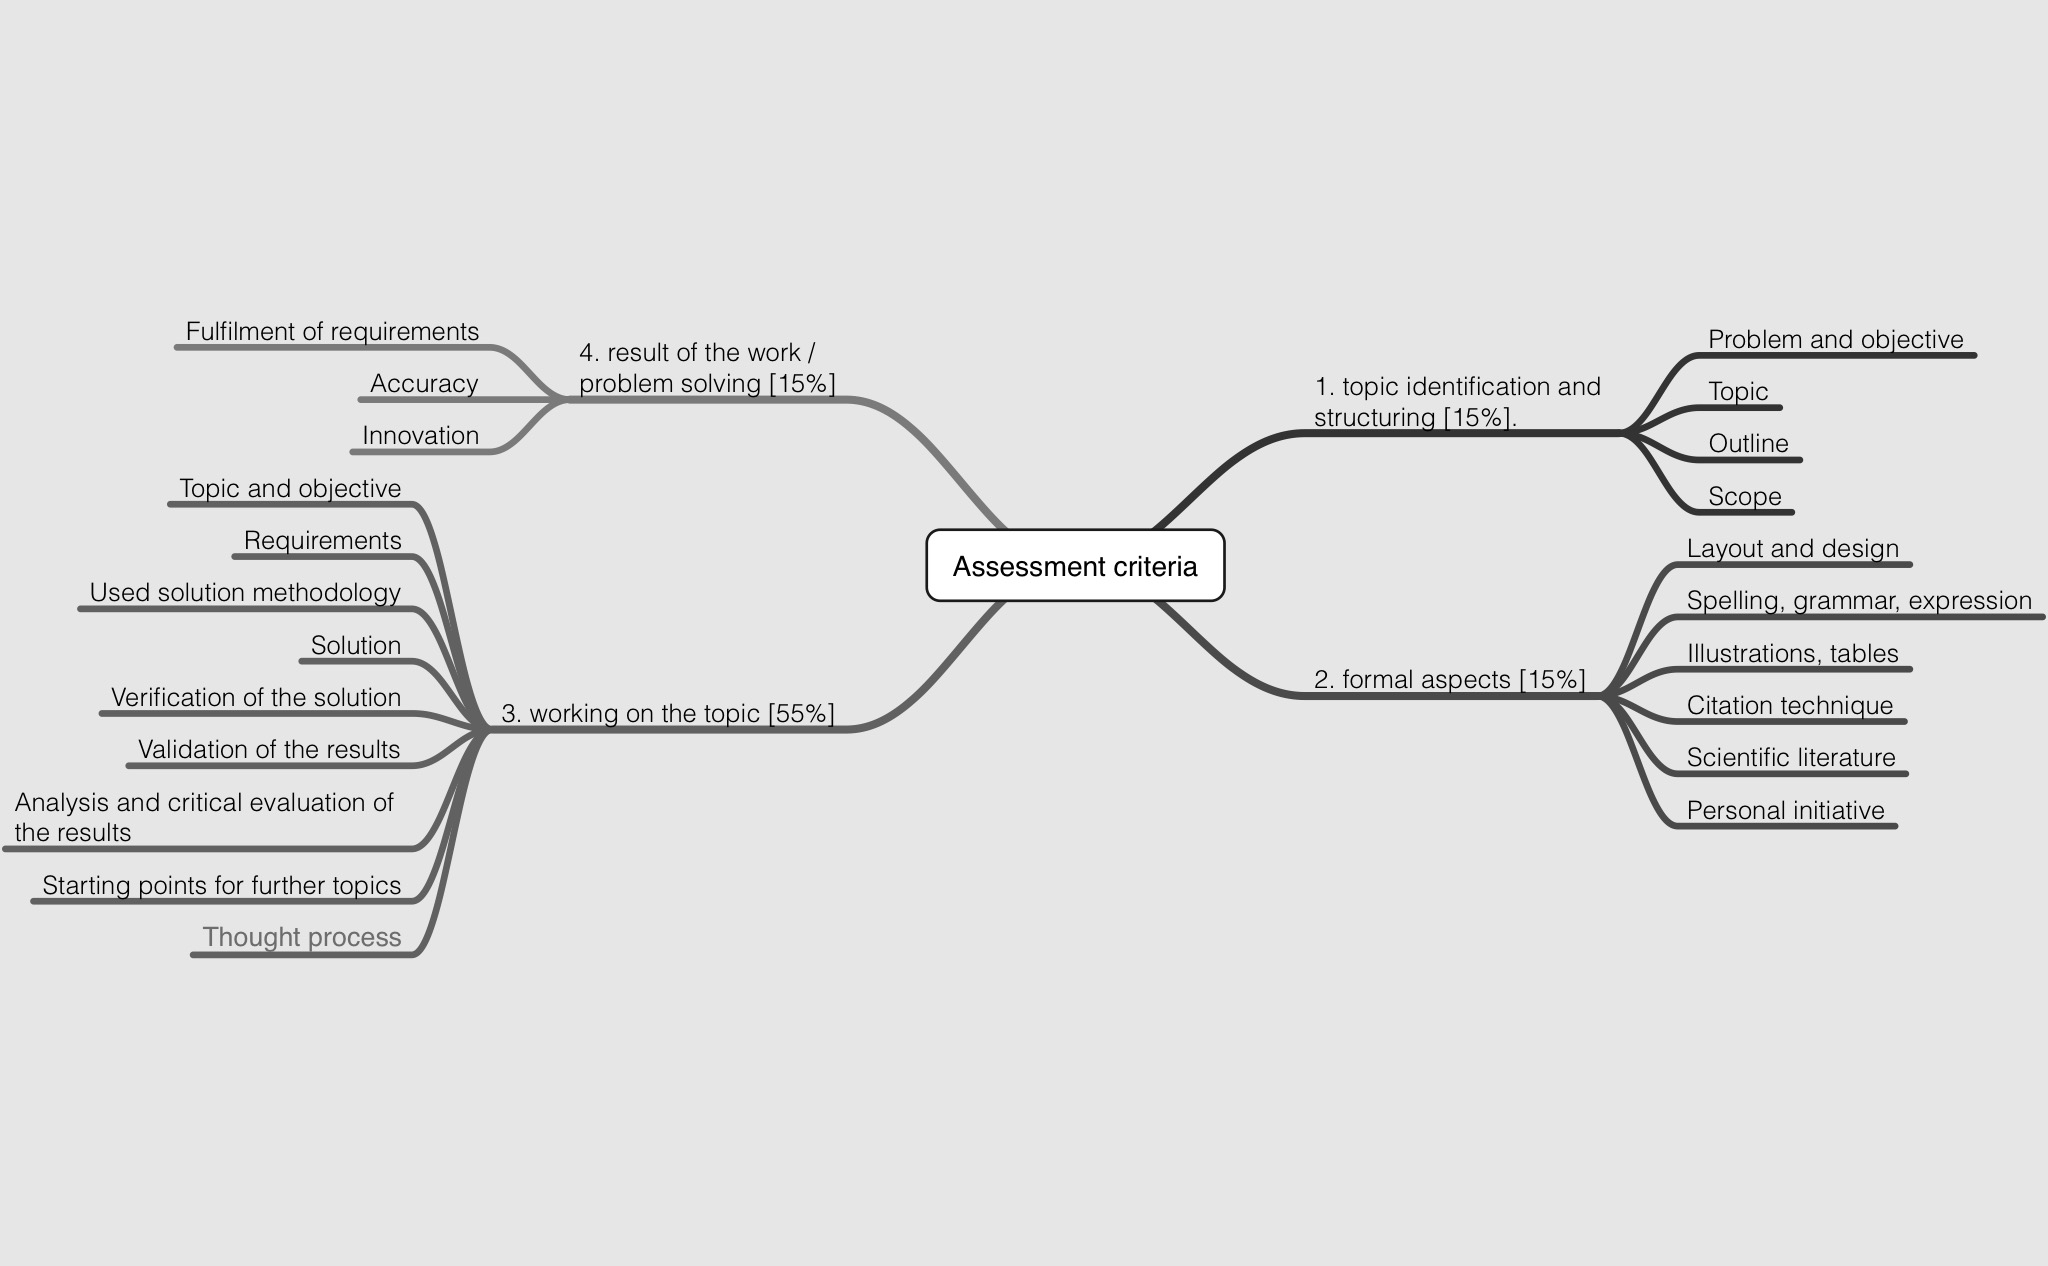 Assessment criteria
1. topic identification and
structuring [15%].
Problem and objective
Topic
Outline
Scope
2. formal aspects [15%]
Layout and design
Spelling, grammar, expression
Illustrations, tables
Citation technique
Scientific literature
Personal initiative
3. working on the topic [55%]
Topic and objective
Requirements
Used solution methodology
Solution
Verification of the solution
Validation of the results
Analysis and critical evaluation of
the results
Starting points for further topics
Thought process
4. result of the work /
problem solving [15%]
Fulfilment of requirements
Accuracy
Innovation